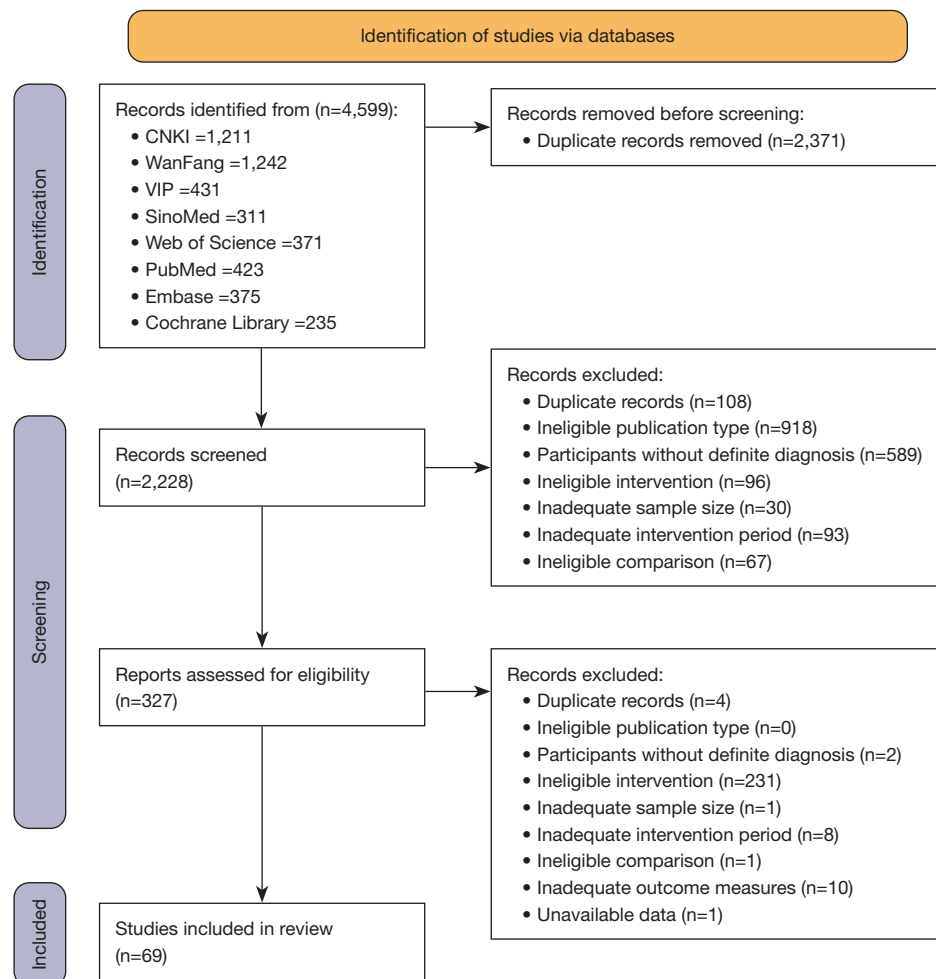 Identification of studies via databases
Identification
Records identified from (n=4,599):
• CNKI =1,211
• WanFang =1,242
• VIP =431
• SinoMed =311
• Web of Science =371
• PubMed =423
• Embase =375
• Cochrane Library =235
Records removed before screening:
• Duplicate records removed (n=2,371)
Screening
Records screened
(n=2,228)
Records excluded:
• Duplicate records (n=108)
• Ineligible publication type (n=918)
• Participants without definite diagnosis (n=589)
• Ineligible intervention (n=96)
• Inadequate sample size (n=30)
• Inadequate intervention period (n=93)
• Ineligible comparison (n=67)
Reports assessed for eligibility
(n=327)
Records excluded:
• Duplicate records (n=4)
• Ineligible publication type (n=0)
• Participants without definite diagnosis (n=2)
• Ineligible intervention (n=231)
• Inadequate sample size (n=1)
• Inadequate intervention period (n=8)
• Ineligible comparison (n=1)
• Inadequate outcome measures (n=10)
• Unavailable data (n=1)
Included
Studies included in review
(n=69)